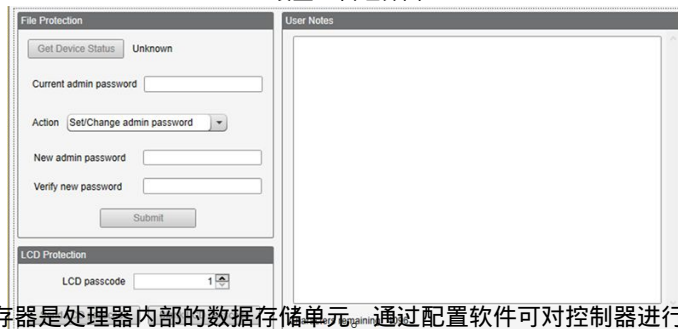 File Protection
User Notes
Get Device Status Unknown
Current admin password
Action Set/Change admin password
New admin password
Verify new password
Submit
LCD Protection
LCD passcode 1
存器是处理器内部的数据存储单元。通过配置软件可对控制器进行
Characters remaining